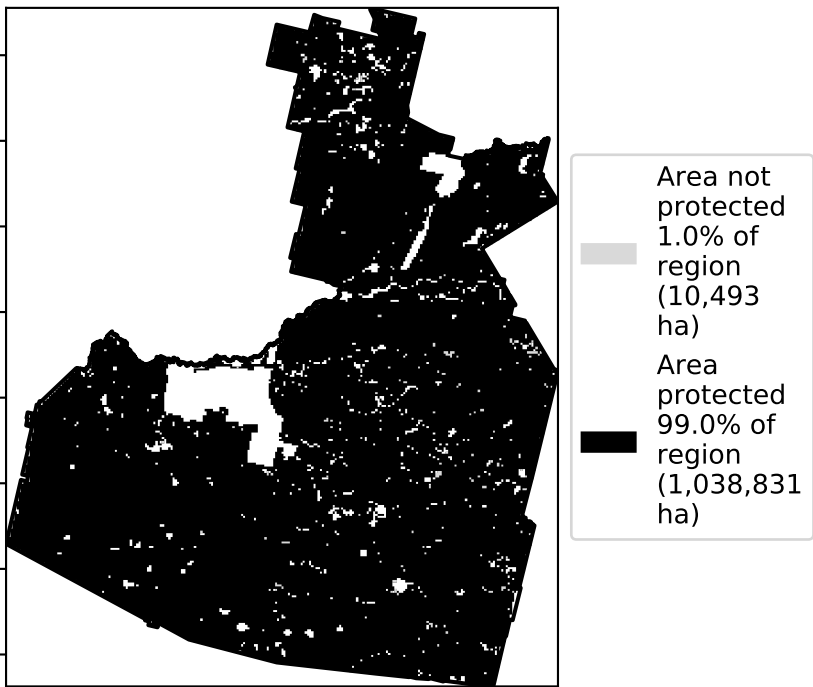 Area not
protected
1.0% of
region
(10,493
ha)
Area
protected
99.0% of
region
(1,038,831
ha)